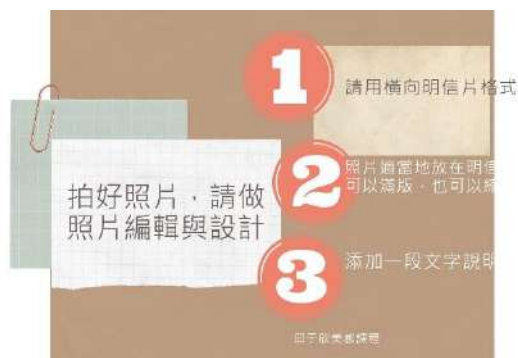 拍好照片，請做
照片編輯與設計
1
請用橫向明信片格式
2
照片適當地放在明信
可以滿版，也可以縮
3
添加一段文字說明